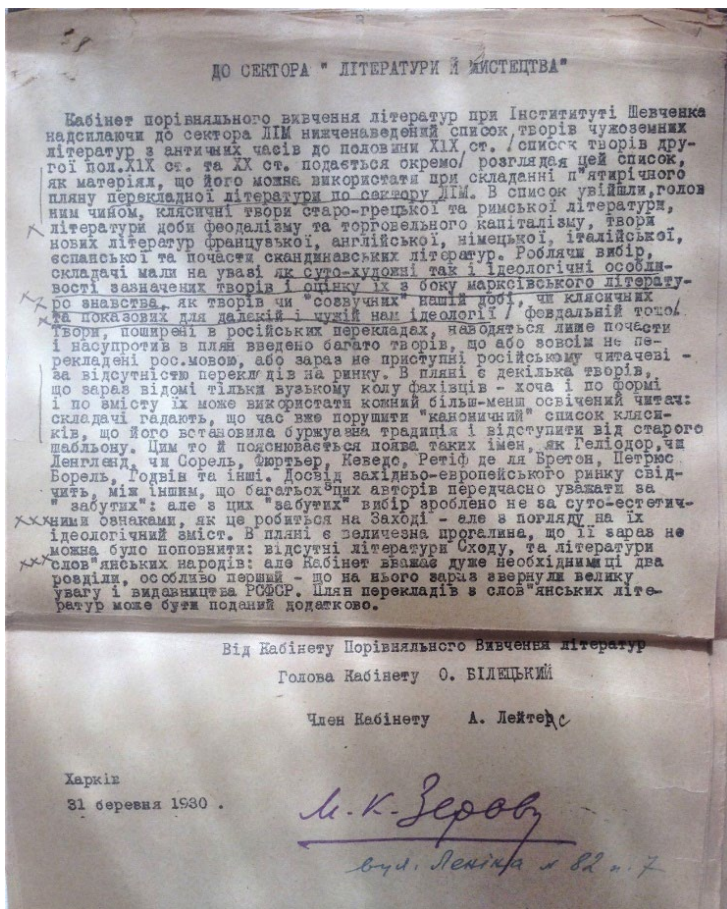 ДО СЕКТОРА " ЛІТЕРАТУРИ Й МИСТЕЦТВА"
Кабінет порівняльного вивчення літератур при Інститituті Шевченка
надсилаючи до сектора ЛІМ нижченаведений список творів чужоземних
літератур з античних часів до половини XIX ст. /список творів дру-
гої пол.XIX ст. та XX ст. подається окремо/ розглядая цей список,
як матеріял, що його можна використати при складанні п"ятирічного
пляну перекладної літератури по сектору ЛІМ. В список увійшли,голов
ним чином, клясичні твори старо-грецької та римської літератури,
літератури доби феодалізму та торговельного капіталізму, твори
нових літератур французької, англійської, німецької, італійської,
еспанської та почасти скандинавських літератур. Роблячи вибір,
складачі мали на увазі як суто-художні так і ідеологічні особли-
вості зазначених творів і оцінку їх з боку марксівського літерату-
ро знавства, як творів чи "созвучних" нашій добі, чи клясичних
та показових для далекої й чужій нам ідеології / февдальній тощо/
Твори, поширені в російських перекладах, наводяться лише почасти
і насупротив в плян введено багато творів, що або зовсім не пе-
рекладені рос.мовою, або зараз не приступні російському читачеві -
за відсутністю перекладів на ринку. В пляні є декілька творів,
що зараз відомі тільки вузькому колу фахівців - хоча і по формі
і по змісту їх може використати кожний більш-менш освічений читач:
складачі гадають, що час вже порушити "каноничний" список кляси-
ків, що його встановила буржуазна традиція і відступити від старого
шабльону. Цим то й пояснюється поява таких імен, як Геліодор,чи
Ленгленд, чи Сорель, Фюртьер, Кеведо, Ретіф де ля Бретон, Петрюс
Борель, Годвін та інші. Досвід західньо-европейського ринку свід-
чить, між іншим, що багатьох цих авторів передчасно уважати за
" забутих": але з цих "забутих" вибір зроблено не за суто-естетич-
ними ознаками, як це робиться на Заході - але з погляду на їх
ідеологічний зміст. В пляні є величезна прогалина, що її зараз не
можна було поповнити: відсутні літератури Сходу, та літератури
слов"янських народів: але Кабінет вважає дуже необхідними ці два
розділи, особливо перший - що на нього зараз звернули велику
увагу і видавництва РСФСР. Плян перекладів з слов"янських літе-
ратур може бути поданий додатково.
Від Кабінету Порівняльного Вивчення літератур
Голова Кабінету О. БІЛЕЦЬКИЙ
Член Кабінету А. Лейтес
Харків
31 березня 1930 .
М. К. Зерову
вул. Леніна № 82 п. 7